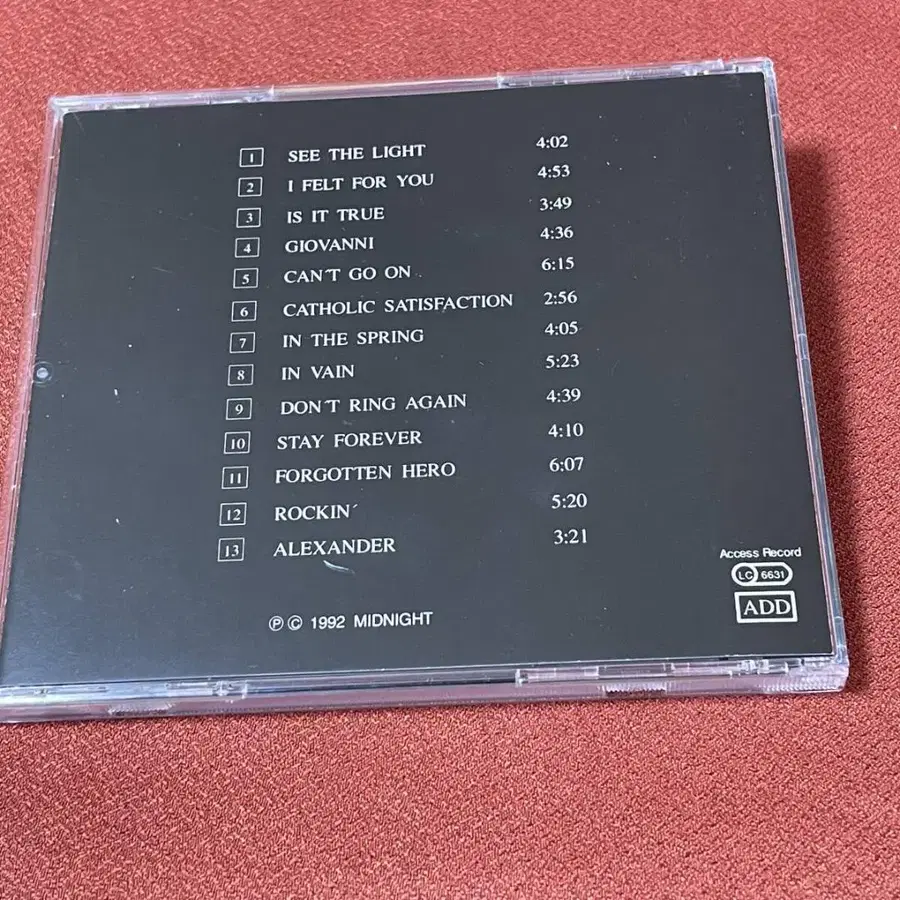 1 SEE THE LIGHT 4:02
2 I FELT FOR YOU 4:53
3 IS IT TRUE 3:49
4 GIOVANNI 4:36
5 CAN´T GO ON 6:15
6 CATHOLIC SATISFACTION 2:56
7 IN THE SPRING 4:05
8 IN VAIN 5:23
9 DON´T RING AGAIN 4:39
10 STAY FOREVER 4:10
11 FORGOTTEN HERO 6:07
12 ROCKIN´ 5:20
13 ALEXANDER 3:21
Access Record
LC 6631
ADD
℗ © 1992 MIDNIGHT